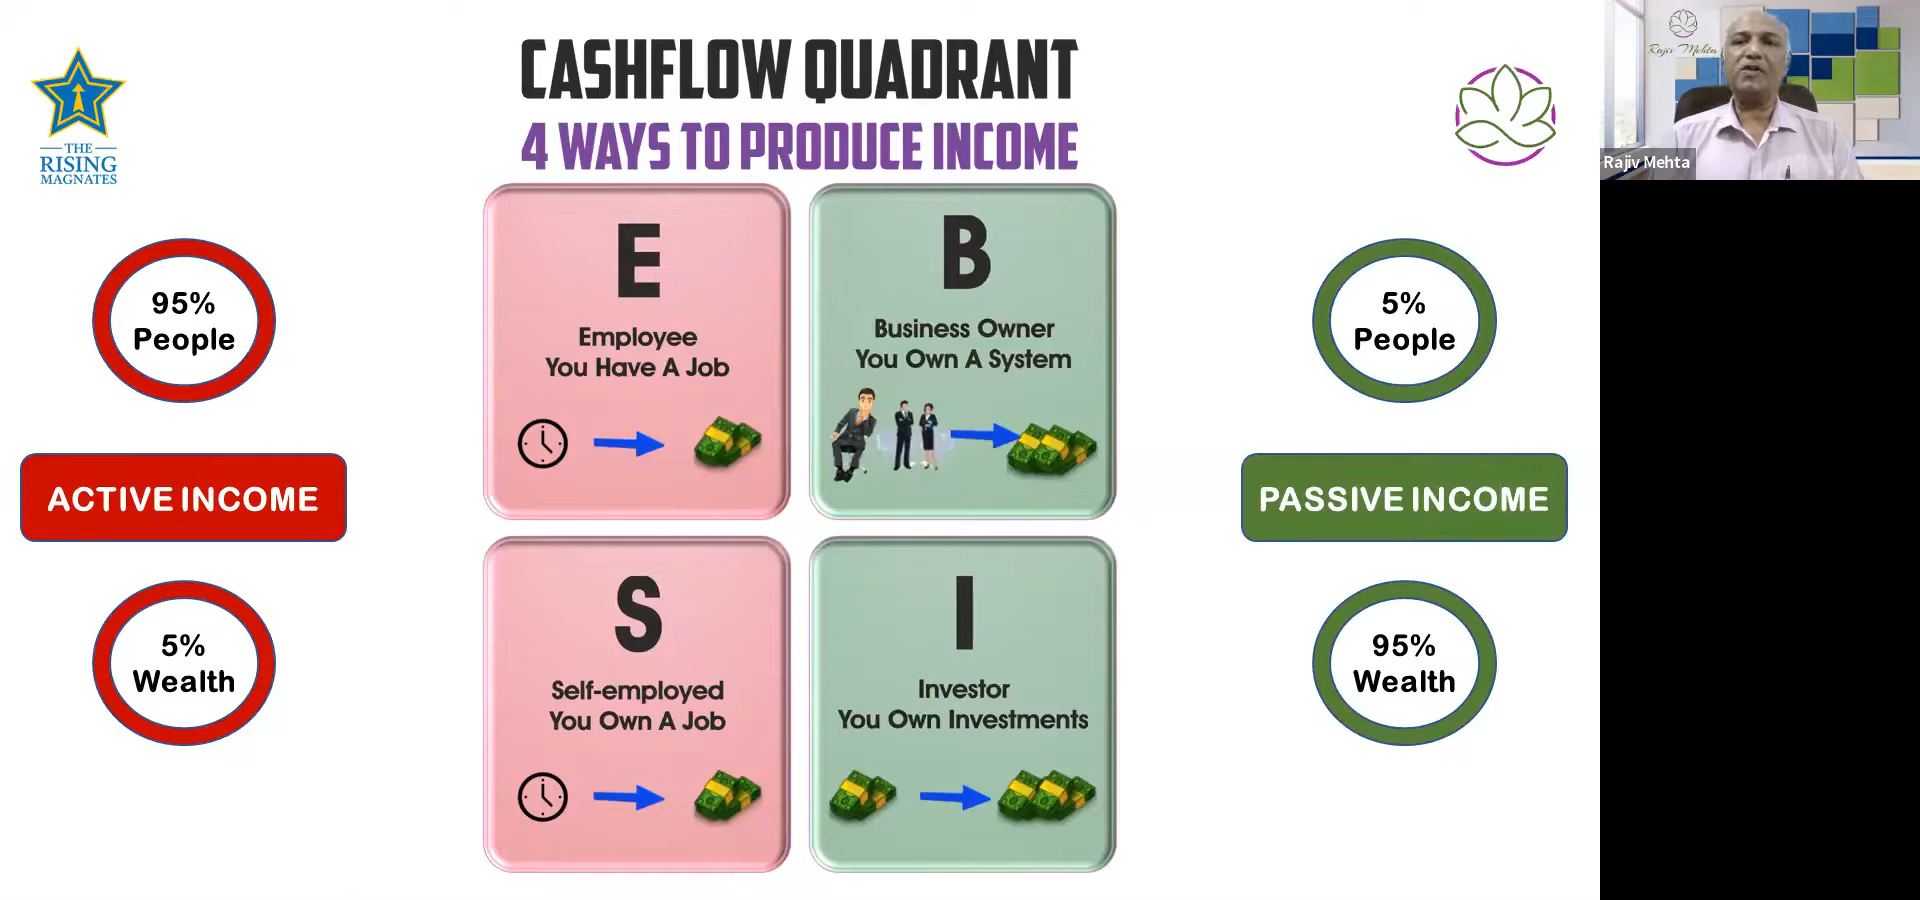 CASHFLOW QUADRANT
4 WAYS TO PRODUCE INCOME
THE
RISING
MAGNATES
95%
People
ACTIVE INCOME
5%
Wealth
E
Employee
You Have A Job
B
Business Owner
You Own A System
S
Self-employed
You Own A Job
I
Investor
You Own Investments
5%
People
PASSIVE INCOME
95%
Wealth
Rajiv Mehta
Rajiv Mehta